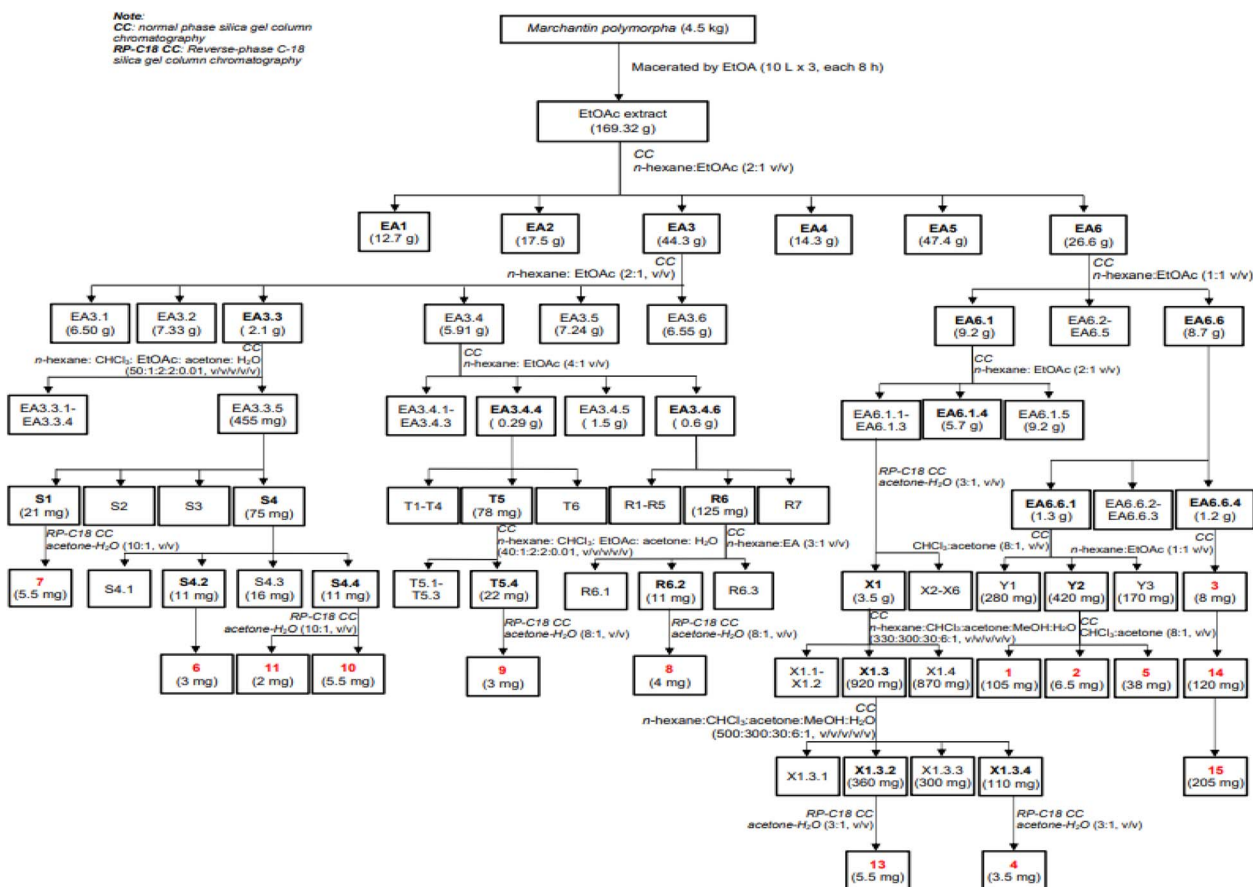 Note:
CC: normal phase silica gel column
chromatography
RP-C18 CC: Reverse-phase C-18
silica gel column chromatography
Marchantin polymorpha (4.5 kg)
Macerated by EtOA (10 L x 3, each 8 h)
EtOAc extract
(169.32 g)
CC
n-hexane:EtOAc (2:1 v/v)
EA1
(12.7 g)
EA2
(17.5 g)
EA3
(44.3 g)
EA4
(14.3 g)
EA5
(47.4 g)
EA6
(26.6 g)
CC
n-hexane: EtOAc (2:1, v/v)
CC
n-hexane:EtOAc (1:1 v/v)
EA3.1
(6.50 g)
EA3.2
(7.33 g)
EA3.3
( 2.1 g)
EA3.4
(5.91 g)
EA3.5
(7.24 g)
EA3.6
(6.55 g)
EA6.1
(9.2 g)
EA6.2-
EA6.5
EA6.6
(8.7 g)
CC
n-hexane: CHCl₃: EtOAc: acetone: H₂O
(50:1:2:2:0.01, v/v/v/v/v)
CC
n-hexane: EtOAc (4:1 v/v)
CC
n-hexane: EtOAc (2:1 v/v)
EA3.3.1-
EA3.3.4
EA3.3.5
(455 mg)
EA3.4.1-
EA3.4.3
EA3.4.4
( 0.29 g)
EA3.4.5
( 1.5 g)
EA3.4.6
( 0.6 g)
EA6.1.1-
EA6.1.3
EA6.1.4
(5.7 g)
EA6.1.5
(9.2 g)
RP-C18 CC
acetone-H₂O (3:1, v/v)
S1
(21 mg)
S2
S3
S4
(75 mg)
T1-T4
T5
(78 mg)
T6
R1-R5
R6
(125 mg)
R7
EA6.6.1
(1.3 g)
EA6.6.2-
EA6.6.3
EA6.6.4
(1.2 g)
RP-C18 CC
acetone-H₂O (10:1, v/v)
CC
n-hexane: CHCl₃: EtOAc: acetone: H₂O
(40:1:2:2:0.01, v/v/v/v/v)
CC
n-hexane:EA (3:1 v/v)
CC
CHCl₃:acetone (8:1, v/v)
CC
n-hexane:EtOAc (1:1 v/v)
7
(5.5 mg)
S4.1
S4.2
(11 mg)
S4.3
(16 mg)
S4.4
(11 mg)
T5.1-
T5.3
T5.4
(22 mg)
R6.1
R6.2
(11 mg)
R6.3
X1
(3.5 g)
X2-X6
Y1
(280 mg)
Y2
(420 mg)
Y3
(170 mg)
3
(8 mg)
RP-C18 CC
acetone-H₂O (10:1, v/v)
RP-C18 CC
acetone-H₂O (8:1, v/v)
RP-C18 CC
acetone-H₂O (8:1, v/v)
CC
n-hexane:CHCl₃:acetone:MeOH:H₂O
(330:300:30:6:1, v/v/v/v/v)
CC
CHCl₃:acetone (8:1, v/v)
6
(3 mg)
11
(2 mg)
10
(5.5 mg)
9
(3 mg)
8
(4 mg)
X1.1-
X1.2
X1.3
(920 mg)
X1.4
(870 mg)
1
(105 mg)
2
(6.5 mg)
5
(38 mg)
14
(120 mg)
CC
n-hexane:CHCl₃:acetone:MeOH:H₂O
(500:300:30:6:1, v/v/v/v/v)
X1.3.1
X1.3.2
(360 mg)
X1.3.3
(300 mg)
X1.3.4
(110 mg)
15
(205 mg)
RP-C18 CC
acetone-H₂O (3:1, v/v)
RP-C18 CC
acetone-H₂O (3:1, v/v)
13
(5.5 mg)
4
(3.5 mg)